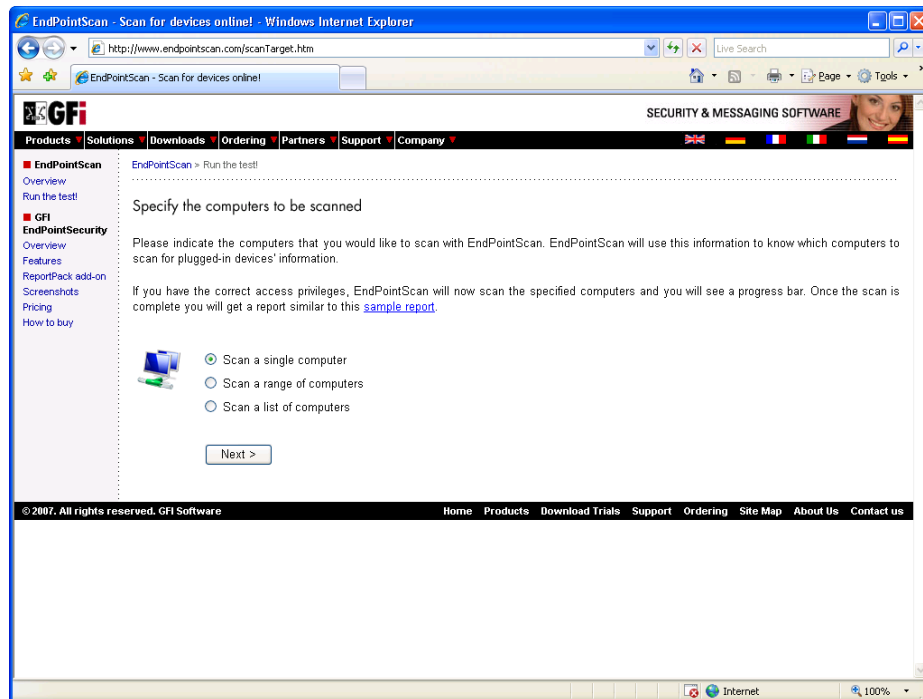 EndPointScan - Scan for devices online! - Windows Internet Explorer
http://www.endpointscan.com/scanTarget.htm
Live Search
EndPointScan - Scan for devices online!
Page
Tools
GFi
SECURITY & MESSAGING SOFTWARE
Products Solutions Downloads Ordering Partners Support Company
EndPointScan
Overview
Run the test!
GFI
EndPointSecurity
Overview
Features
ReportPack add-on
Screenshots
Pricing
How to buy
EndPointScan » Run the test!
Specify the computers to be scanned
Please indicate the computers that you would like to scan with EndPointScan. EndPointScan will use this information to know which computers to
scan for plugged-in devices' information.
If you have the correct access privileges, EndPointScan will now scan the specified computers and you will see a progress bar. Once the scan is
complete you will get a report similar to this sample report.
Scan a single computer
Scan a range of computers
Scan a list of computers
Next >
© 2007. All rights reserved. GFI Software
Home Products Download Trials Support Ordering Site Map About Us Contact us
Internet
100%